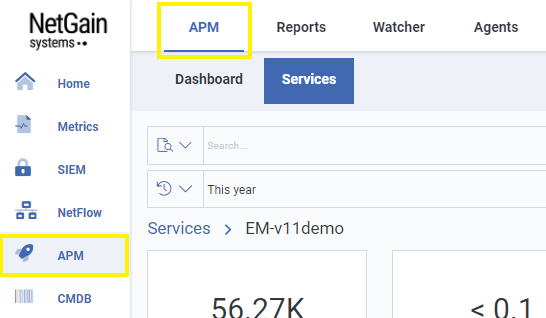 NetGain
systems
APM Reports Watcher Agents
Home
Metrics
SIEM
NetFlow
APM
CMDB
Dashboard Services
Search...
This year
Services > EM-v11demo
56.27K < 0.1